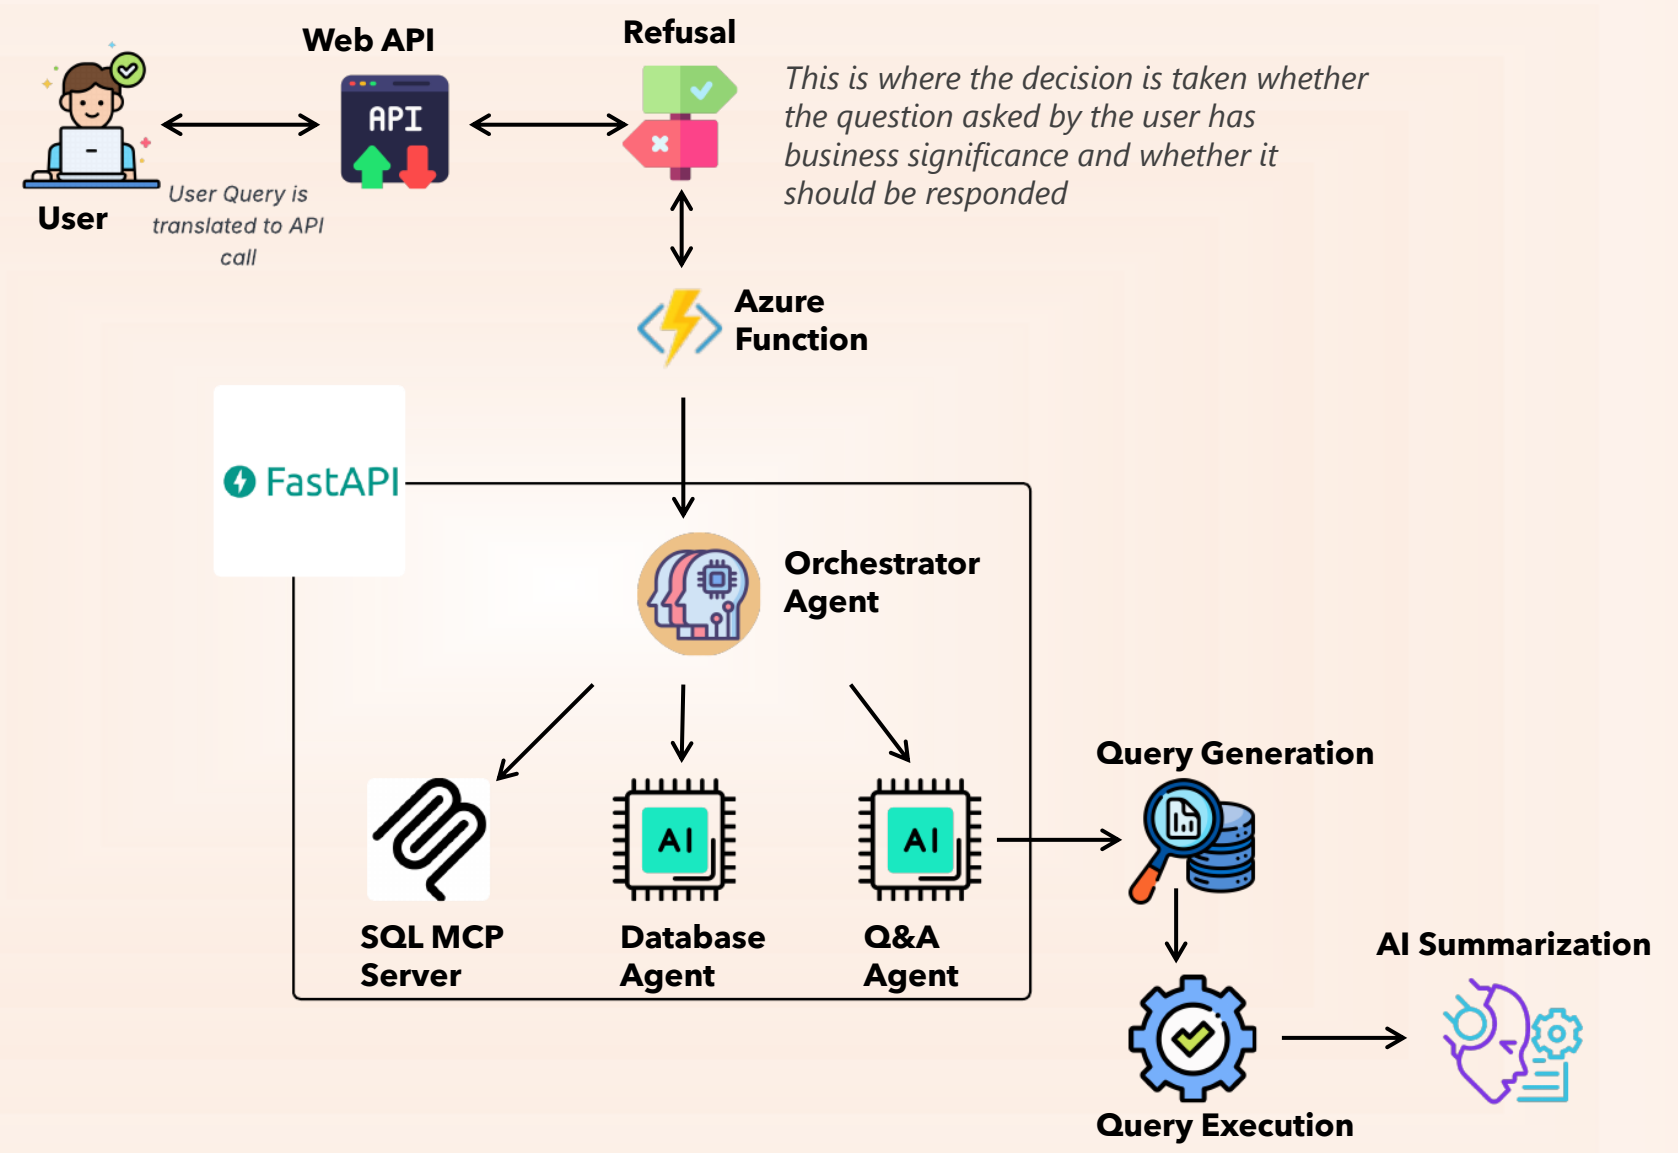 Web API
Refusal
API
This is where the decision is taken whether
the question asked by the user has
business significance and whether it
should be responded
User
User Query is
translated to API
call
Azure
Function
FastAPI
Orchestrator
Agent
AI
AI
SQL MCP
Server
Database
Agent
Q&A
Agent
Query Generation
Query Execution
AI Summarization